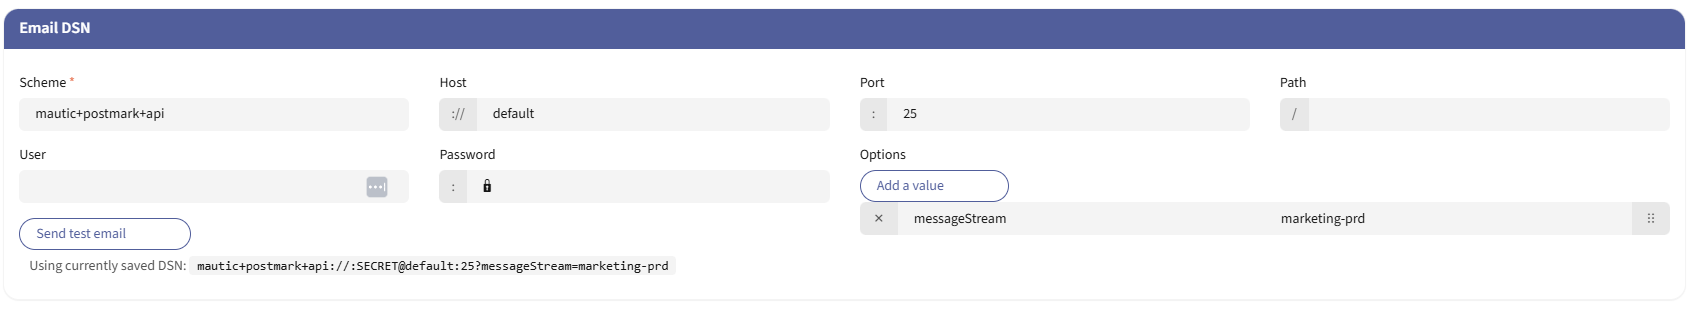 Email DSN
Scheme * Host Port Path
mautic+postmark+api :// default : 25 /
User Password Options
: Add a value
× messageStream marketing-prd
Send test email
Using currently saved DSN: mautic+postmark+api://:SECRET@default:25?messageStream=marketing-prd